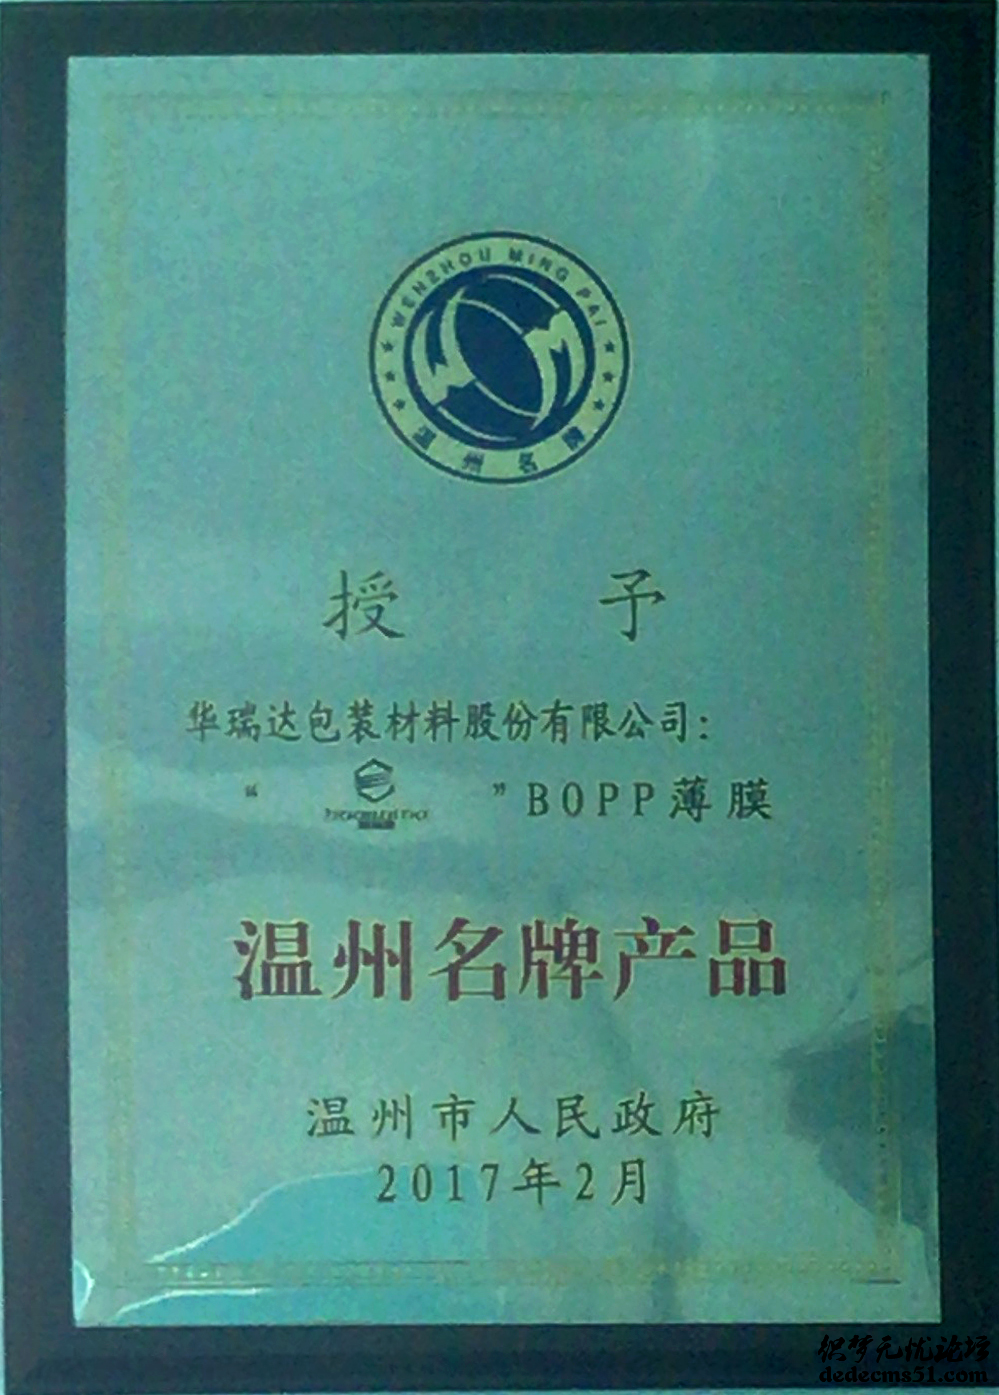 WENZHOU MING PAI
温州名牌
授予
华瑞达包装材料股份有限公司：
“ ”BOPP薄膜
温州名牌产品
温州市人民政府
2017年2月
织梦无忧论坛
dedecms51.com